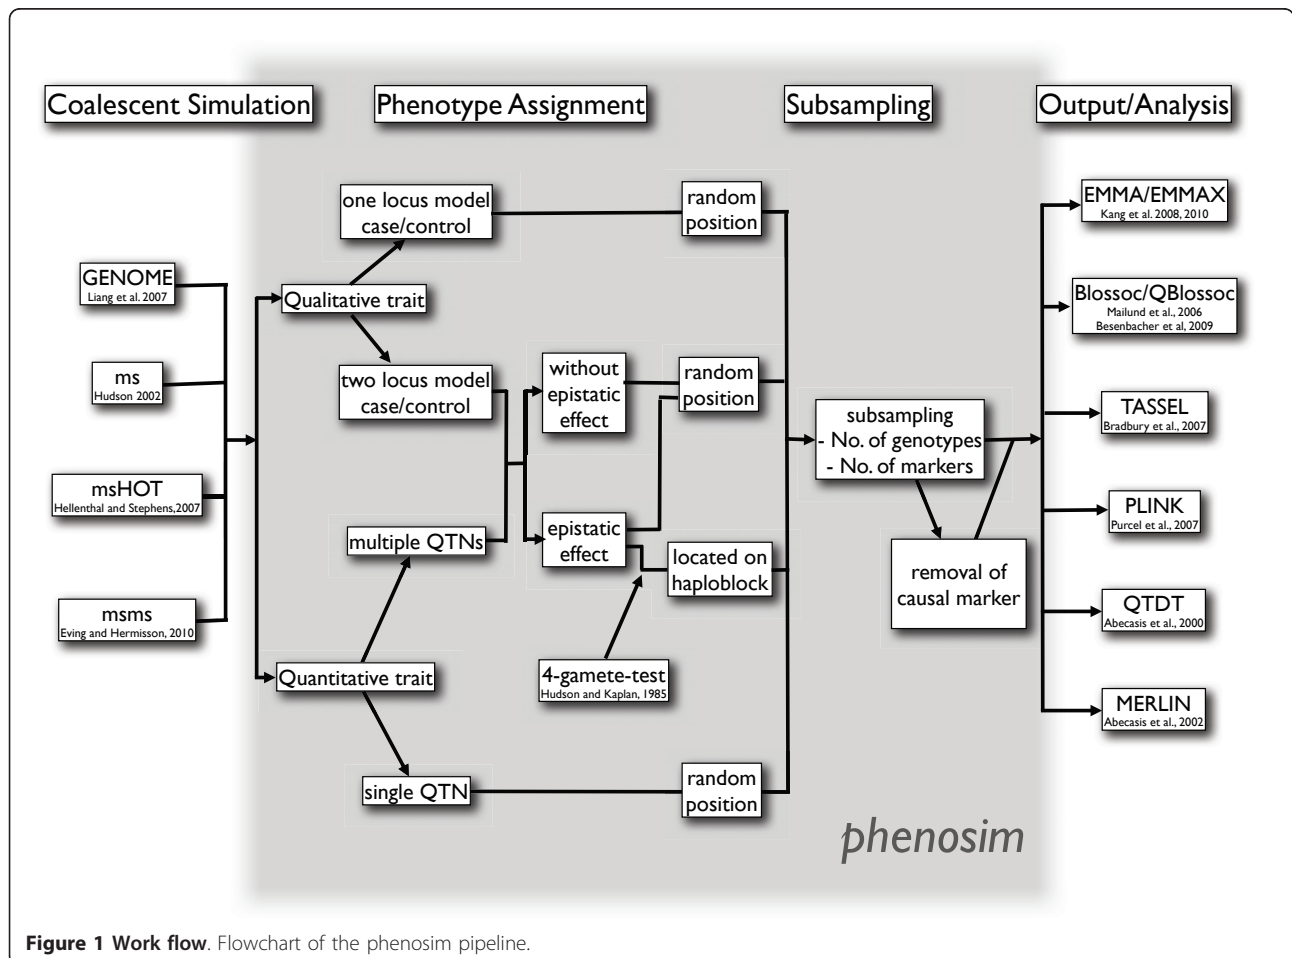 Coalescent Simulation
Phenotype Assignment
Subsampling
Output/Analysis
GENOME
Liang et al. 2007
ms
Hudson 2002
msHOT
Hellenthal and Stephens,2007
msms
Eving and Hermisson, 2010
Qualitative trait
Quantitative trait
one locus model
case/control
two locus model
case/control
multiple QTNs
single QTN
without
epistatic
effect
epistatic
effect
4-gamete-test
Hudson and Kaplan, 1985
random
position
random
position
located on
haploblock
random
position
subsampling
- No. of genotypes
- No. of markers
removal of
causal marker
phenosim
EMMA/EMMAX
Kang et al. 2008, 2010
Blossoc/QBlossoc
Mailund et al., 2006
Besenbacher et al, 2009
TASSEL
Bradbury et al., 2007
PLINK
Purcel et al., 2007
QTDT
Abecasis et al., 2000
MERLIN
Abecasis et al., 2002
Figure 1 Work flow. Flowchart of the phenosim pipeline.